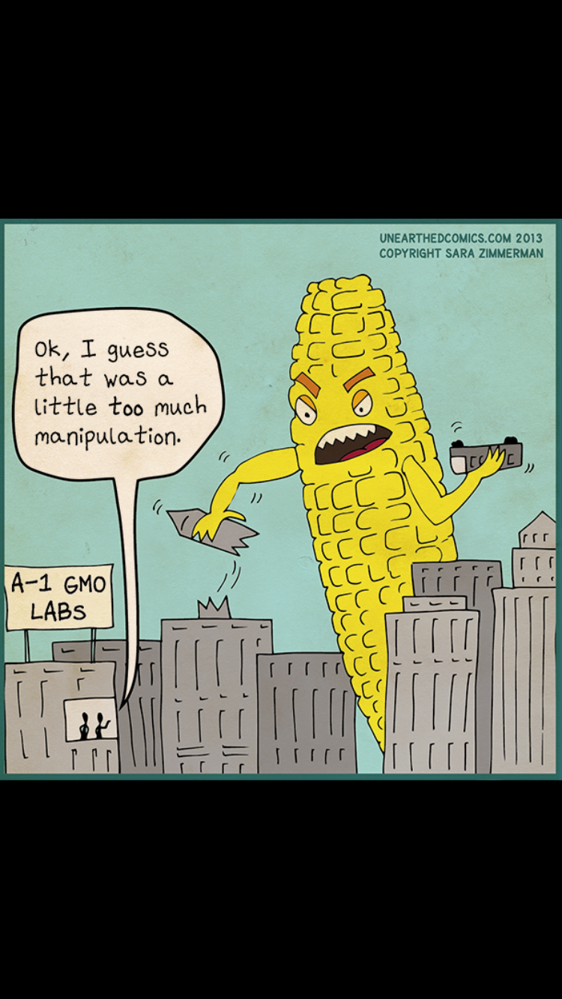 UNEARTHEDCOMICS.COM 2013
COPYRIGHT SARA ZIMMERMAN
Ok, I guess
that was a
little too much
manipulation.
A-1 GMO
LABS